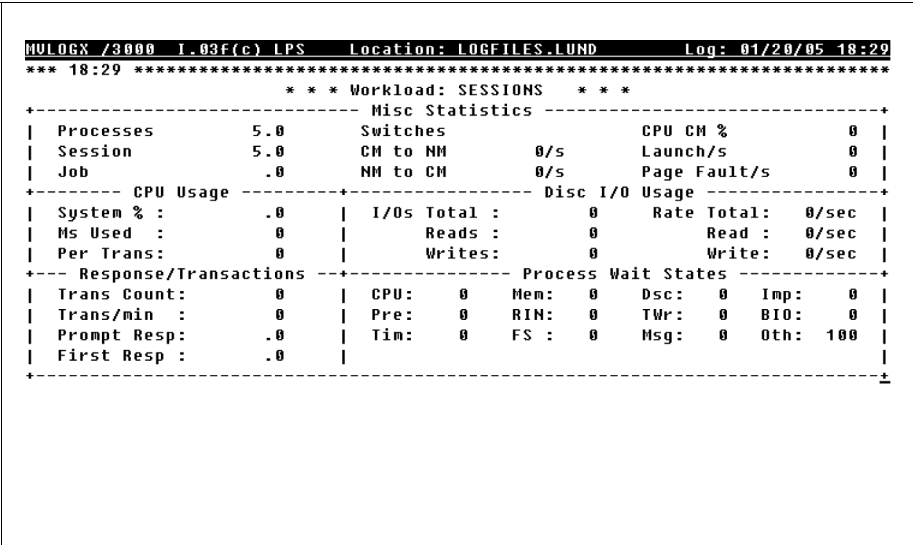 MVLOGX /3000  I.03f(c) LPS    Location: LOGFILES.LUND        Log: 01/20/05 18:29
*** 18:29 **********************************************************************
                        * * * Workload: SESSIONS   * * *
+------------------------------ Misc Statistics -------------------------------+
|  Processes         5.0        Switches                 CPU CM %          0  |
|  Session           5.0        CM to NM        0/s      Launch/s          0  |
|  Job                .0        NM to CM        0/s      Page Fault/s      0  |
+-------- CPU Usage ---------+----------------- Disc I/O Usage ----------------+
|  System % :         .0     |  I/Os Total :        0     Rate Total:   0/sec  |
|  Ms Used  :          0     |       Reads :        0          Read :   0/sec  |
|  Per Trans:          0     |       Writes:        0          Write:   0/sec  |
+--- Response/Transactions --+--------------- Process Wait States -------------+
|  Trans Count:        0     |  CPU:    0   Mem:   0    Dsc:   0   Imp:     0  |
|  Trans/min  :        0     |  Pre:    0   RIN:   0    TWr:   0   BIO:     0  |
|  Prompt Resp:       .0     |  Tim:    0   FS :   0    Msg:   0   Oth:   100  |
|  First Resp :       .0     |                                                 |
+------------------------------------------------------------------------------+